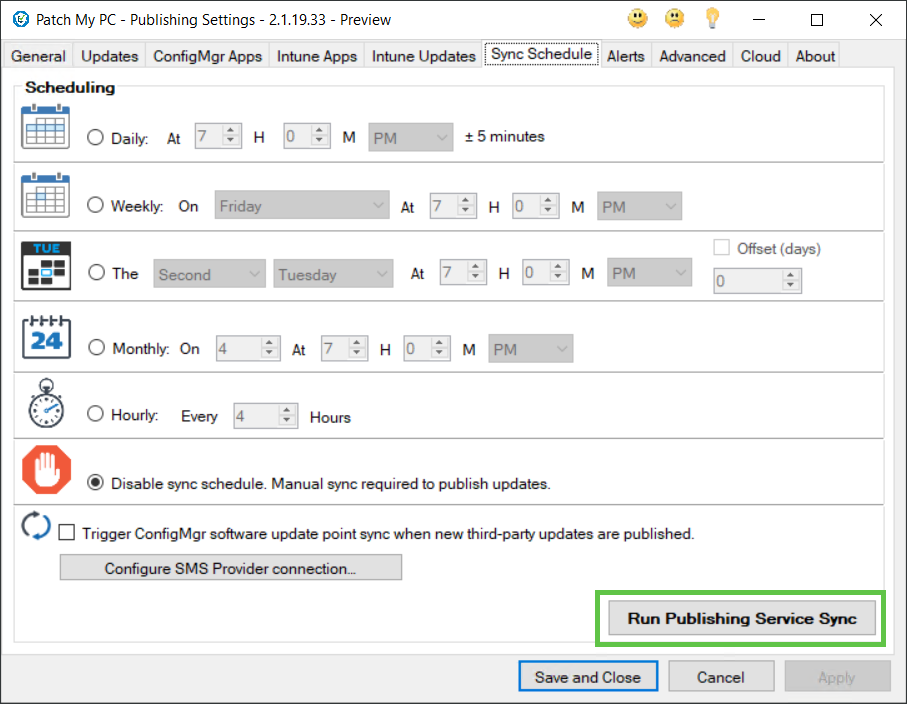 Patch My PC - Publishing Settings - 2.1.19.33 - Preview
General Updates ConfigMgr Apps Intune Apps Intune Updates Sync Schedule Alerts Advanced Cloud About
Scheduling
Daily: At 7 H 0 M PM ± 5 minutes
Weekly: On Friday At 7 H 0 M PM
TUE
Offset (days)
The Second Tuesday At 7 H 0 M PM
0
24
Monthly: On 4 At 7 H 0 M PM
Hourly: Every 4 Hours
Disable sync schedule. Manual sync required to publish updates.
Trigger ConfigMgr software update point sync when new third-party updates are published.
Configure SMS Provider connection...
Run Publishing Service Sync
Save and Close Cancel Apply